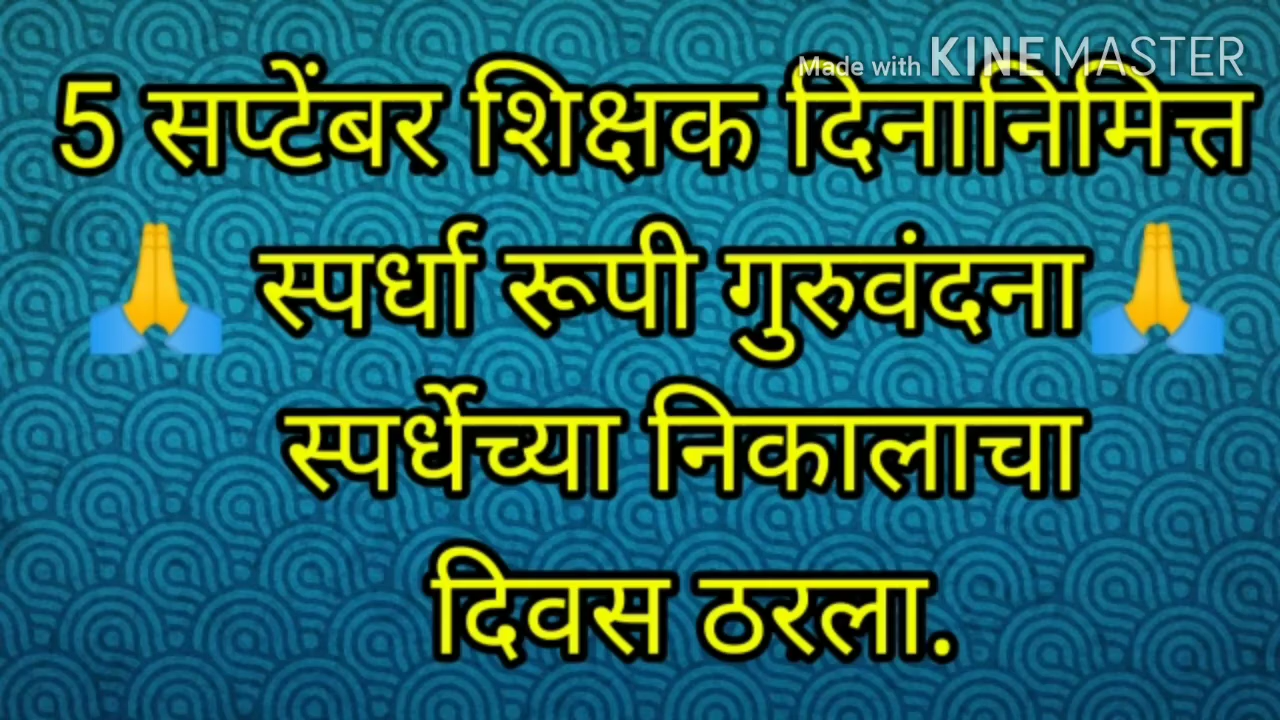 Made with KINEMASTER
5 सप्टेंबर शिक्षक दिनानिमित्त
🙏 स्पर्धा रूपी गुरुवंदना🙏
स्पर्धेच्या निकालाचा
दिवस ठरला.